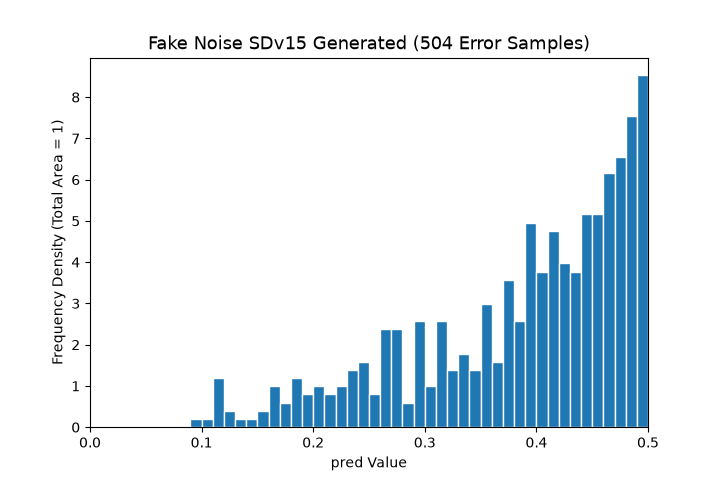 Fake Noise SDv15 Generated (504 Error Samples)
Frequency Density (Total Area = 1)
8
7
6
5
4
3
2
1
0
0.0 0.1 0.2 0.3 0.4 0.5
pred Value